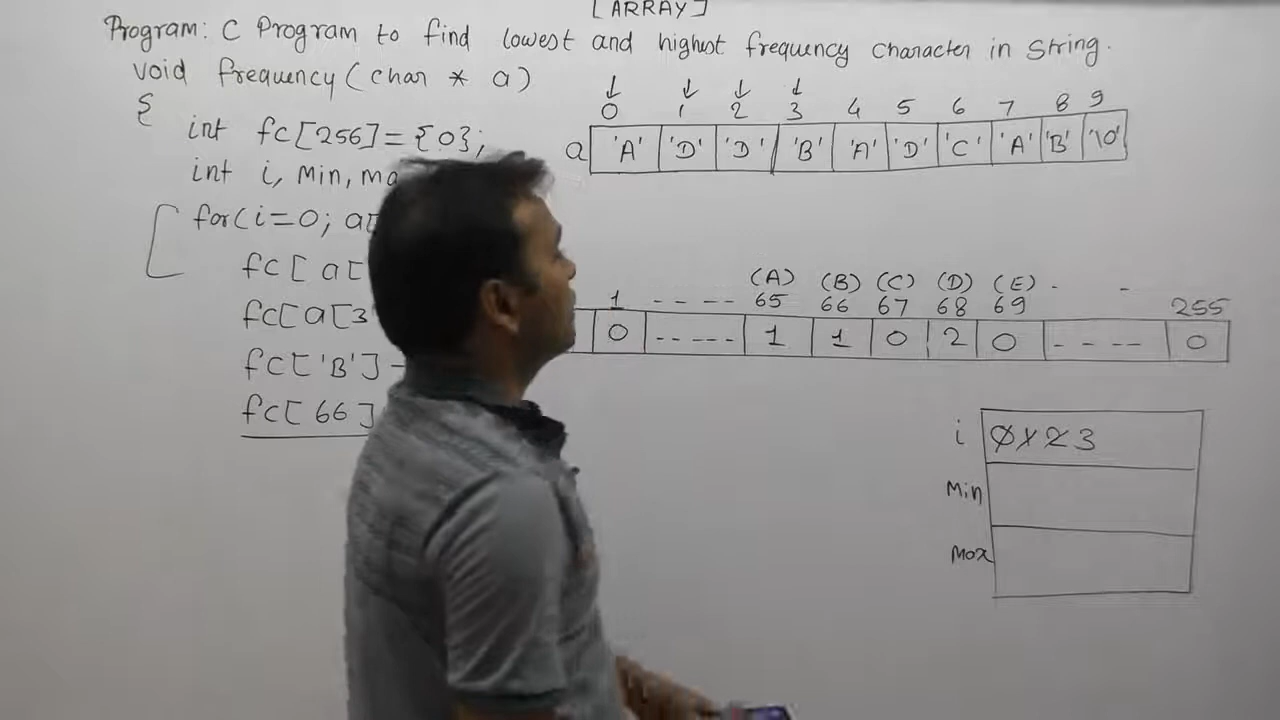 [ARRAY]
Program: C Program to find lowest and highest frequency character in String.
void frequency(char * a)
{
int fc[256]={0};
int i, Min, ma
for(i=0; a[
fc[a[
fc[a[3
fc['B']
fc[66]
0 1 2 3 4 5 6 7 8 9
a 'A' 'D' 'D' 'B' 'A' 'D' 'C' 'A' 'B' '\0'
(A) (B) (C) (D) (E) . -
1 ---- 65 66 67 68 69 255
0 ----- 1 1 0 2 0 ---- 0
i 0 1 2 3
Min
Max